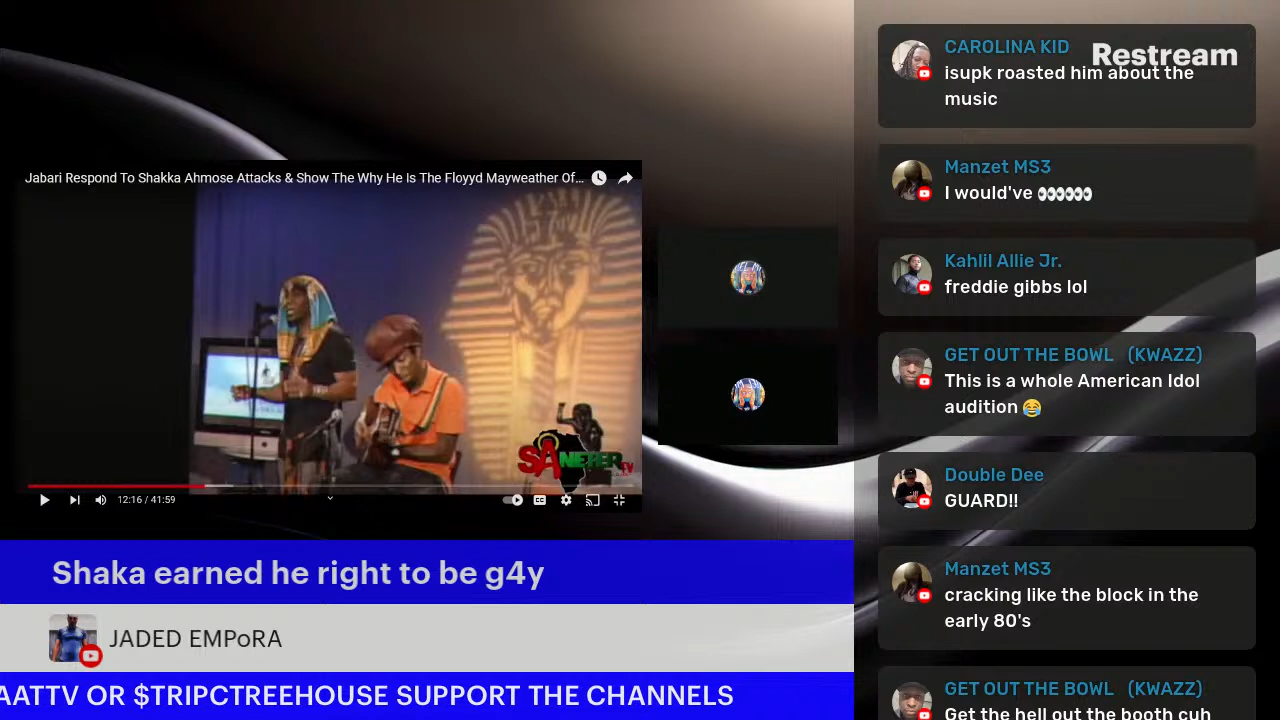 Jabari Respond To Shakka Ahmose Attacks & Show The Why He Is The Floyyd Mayweather Of...
SANETER TV
12:16 / 41:59
CC
Shaka earned he right to be g4y
JADED EMPoRA
AATTV OR $TRIPCTREEHOUSE SUPPORT THE CHANNELS
Restream
CAROLINA KID
isupk roasted him about the
music
Manzet MS3
I would've 👀👀👀
Kahlil Allie Jr.
freddie gibbs lol
GET OUT THE BOWL (KWAZZ)
This is a whole American Idol
audition 😂
Double Dee
GUARD!!
Manzet MS3
cracking like the block in the
early 80's
GET OUT THE BOWL (KWAZZ)
Get the hell out the booth cuh